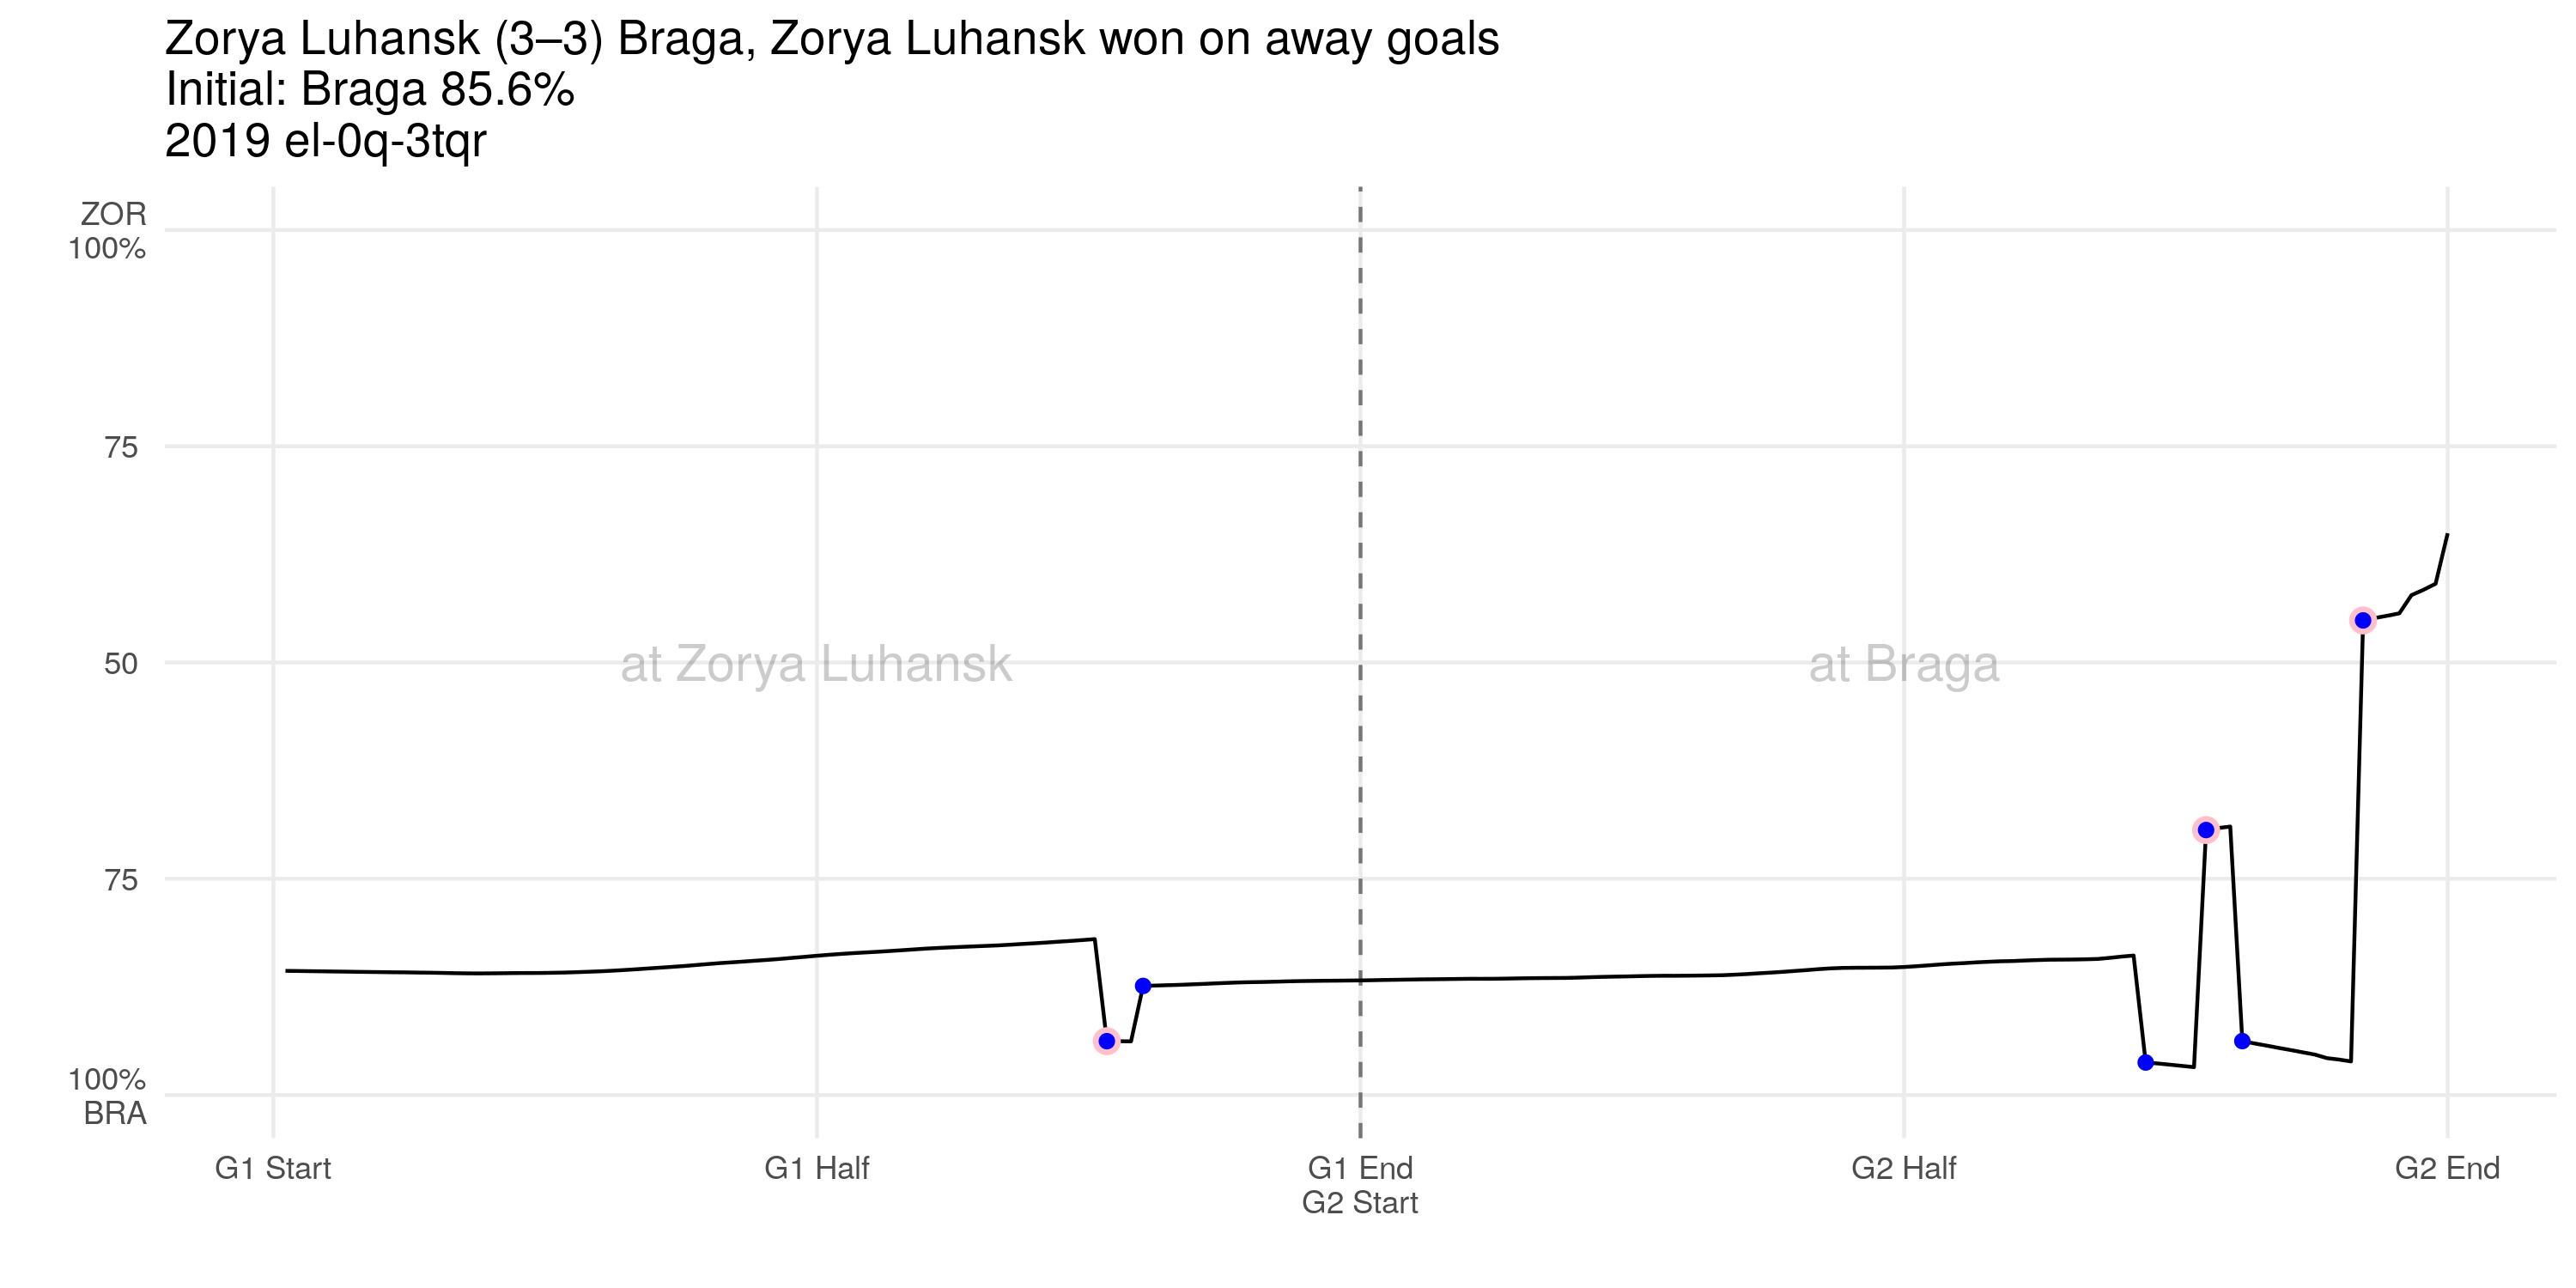 Zorya Luhansk (3–3) Braga, Zorya Luhansk won on away goals
Initial: Braga 85.6%
2019 el-0q-3tqr
ZOR
100%
75
50
75
100%
BRA
at Zorya Luhansk
at Braga
G1 Start
G1 Half
G1 End
G2 Start
G2 Half
G2 End